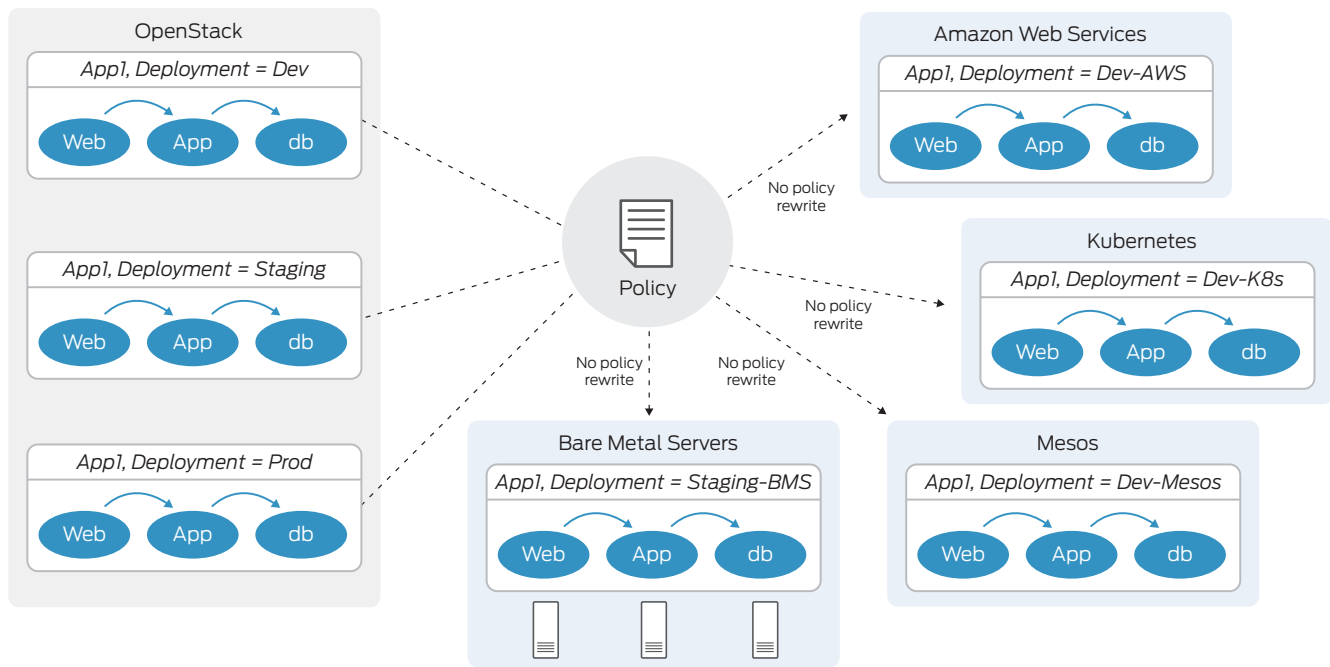 OpenStack
App1, Deployment = Dev
Web App db
App1, Deployment = Staging
Web App db
App1, Deployment = Prod
Web App db
Policy
No policy
rewrite
Amazon Web Services
App1, Deployment = Dev-AWS
Web App db
No policy
rewrite
Kubernetes
App1, Deployment = Dev-K8s
Web App db
No policy
rewrite
Bare Metal Servers
App1, Deployment = Staging-BMS
Web App db
No policy
rewrite
Mesos
App1, Deployment = Dev-Mesos
Web App db